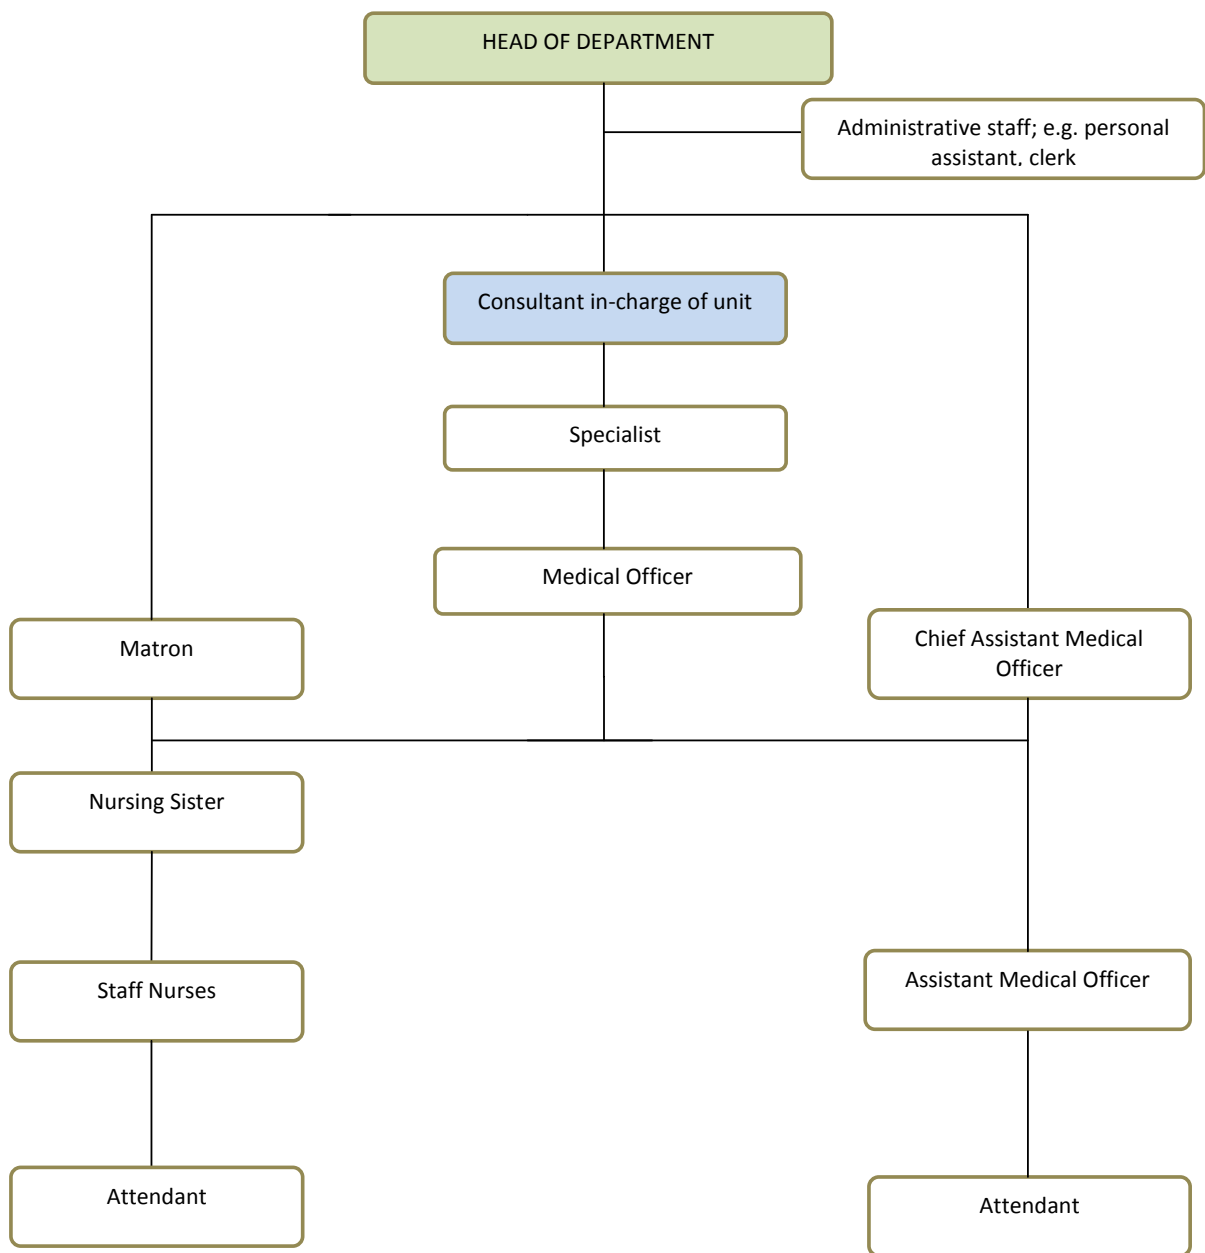 HEAD OF DEPARTMENT
Administrative staff; e.g. personal
assistant, clerk
Consultant in-charge of unit
Specialist
Medical Officer
Matron
Chief Assistant Medical
Officer
Nursing Sister
Staff Nurses
Assistant Medical Officer
Attendant
Attendant